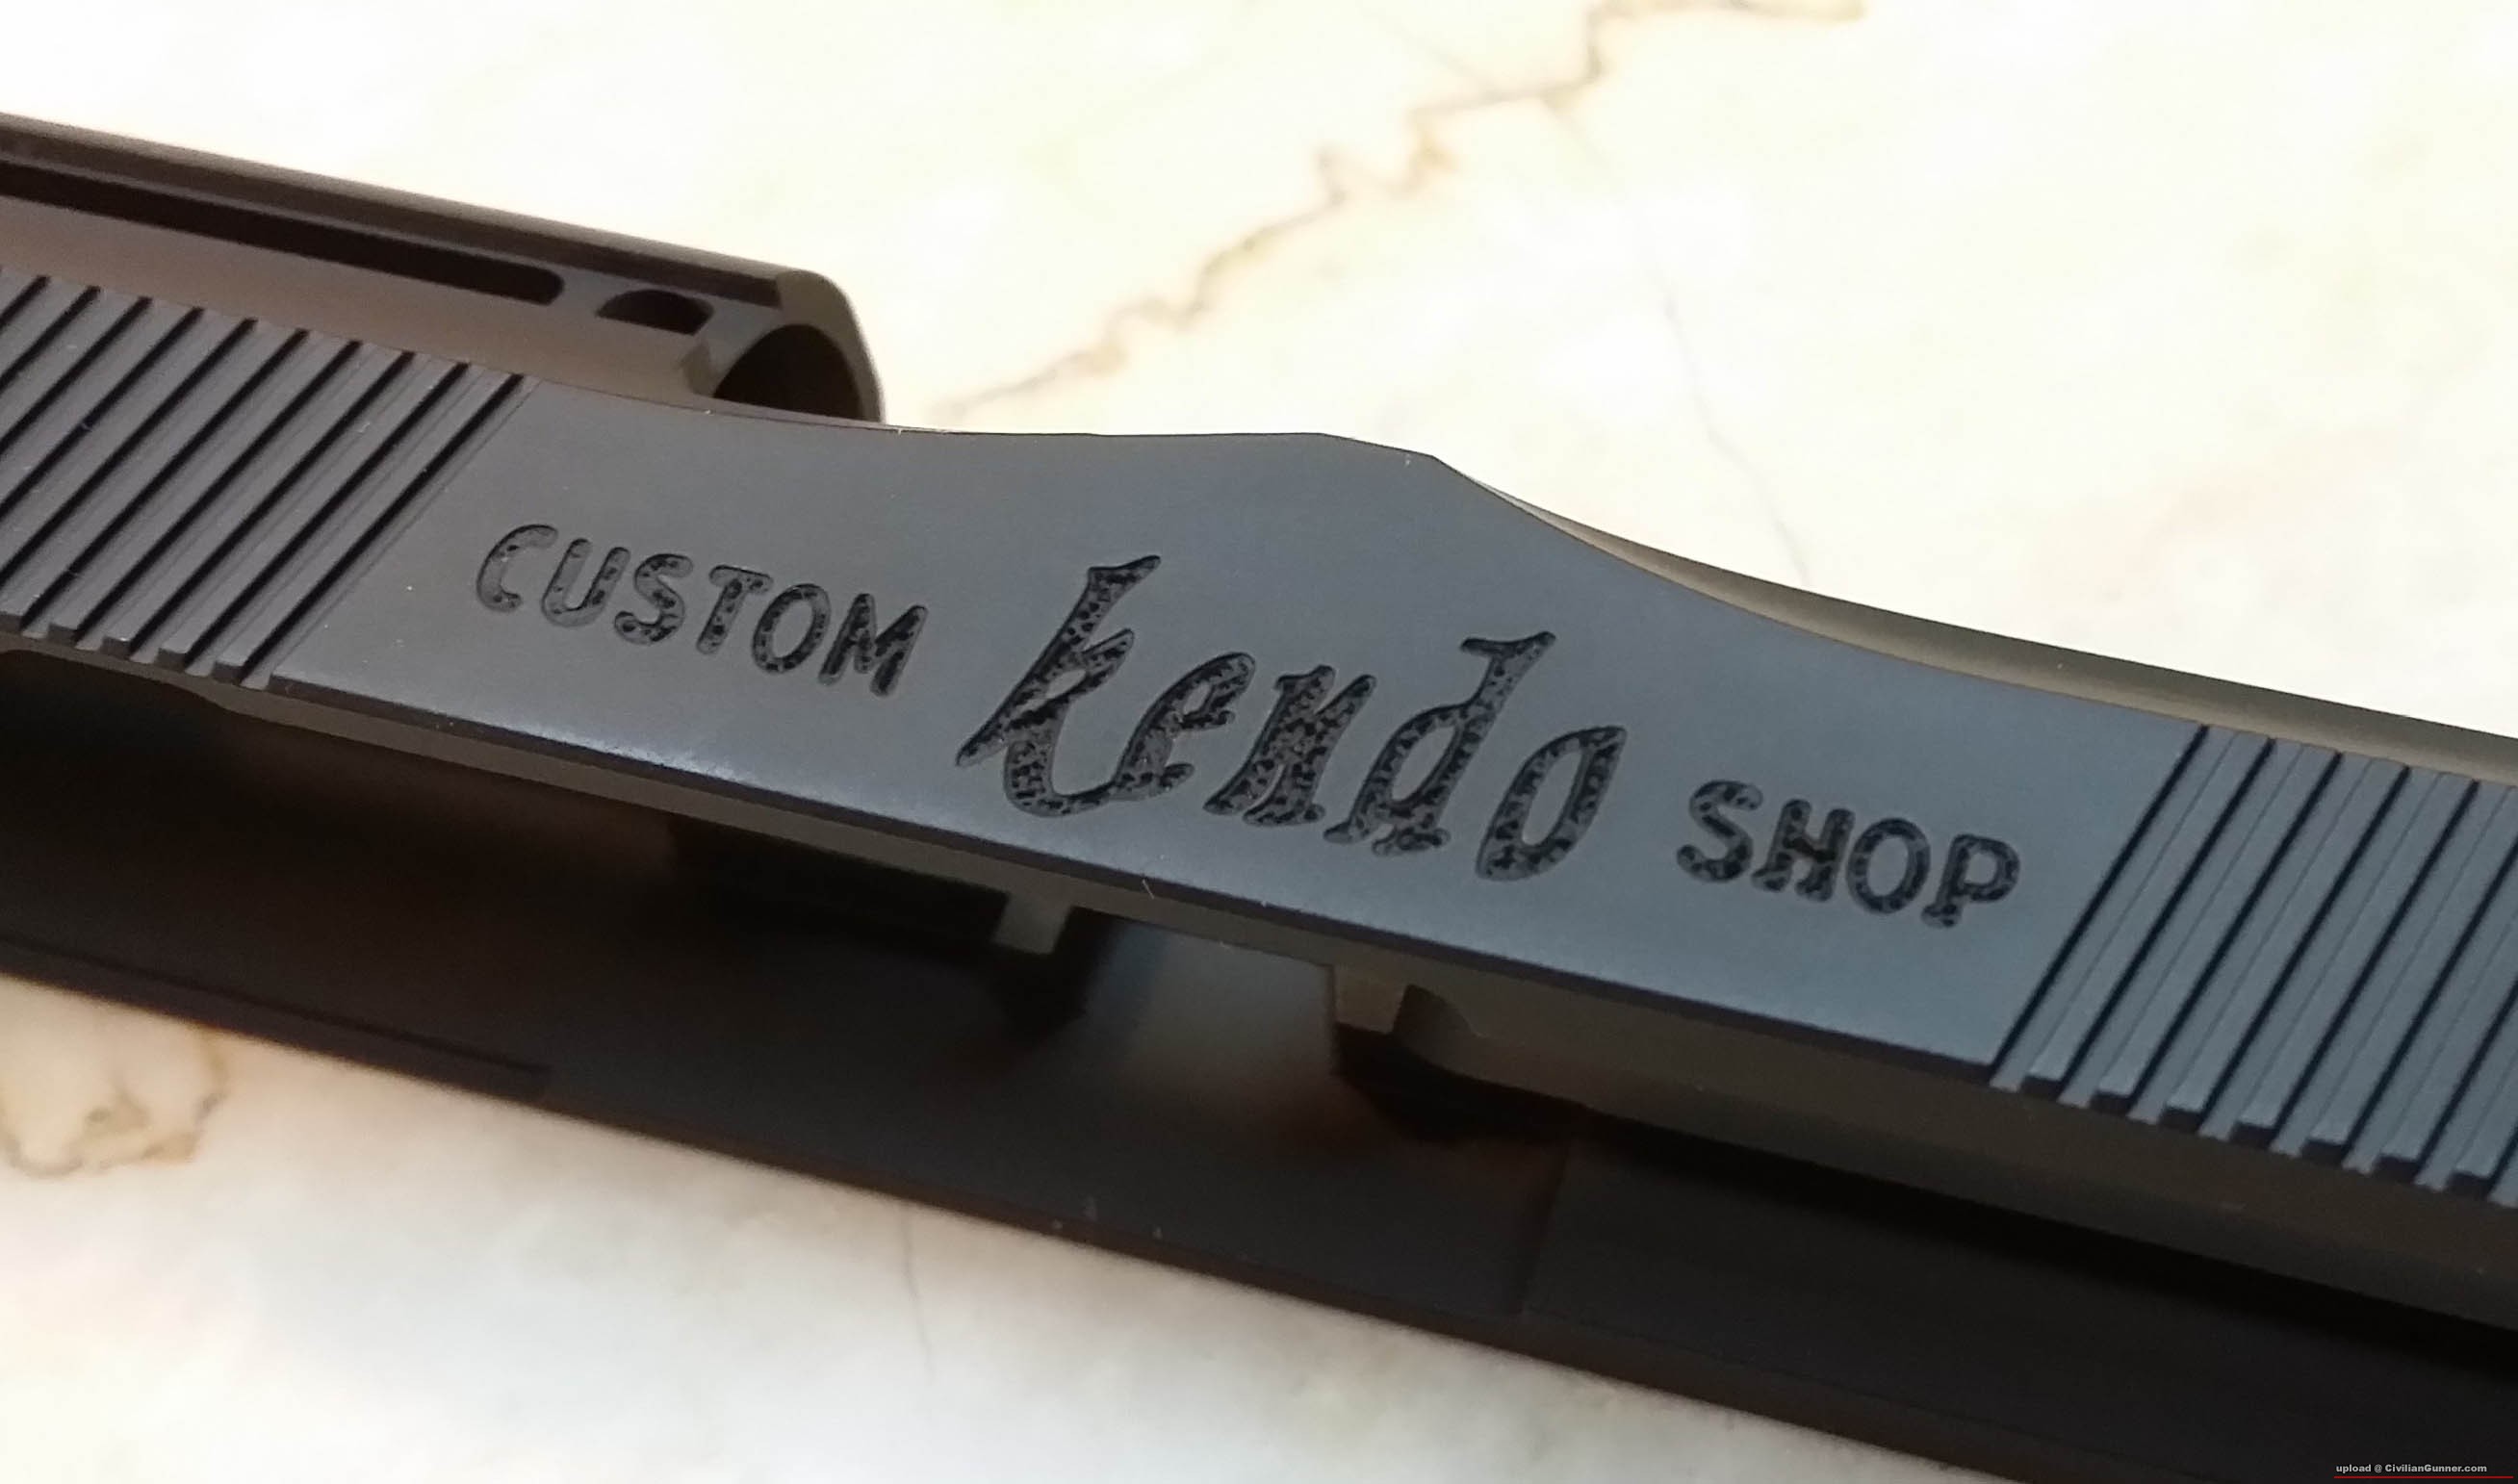 CUSTOM kendo SHOP
upload @ CivilianGunner.com